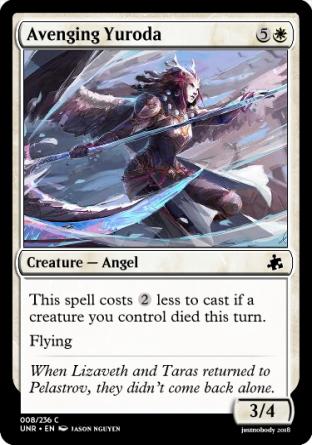 Avenging Yuroda 5
Creature — Angel
This spell costs 2 less to cast if a
creature you control died this turn.
Flying
When Lizaveth and Taras returned to
Pelastrov, they didn't come back alone.
3/4
008/236 C
UNR • EN JASON NGUYEN
justnobody 2018